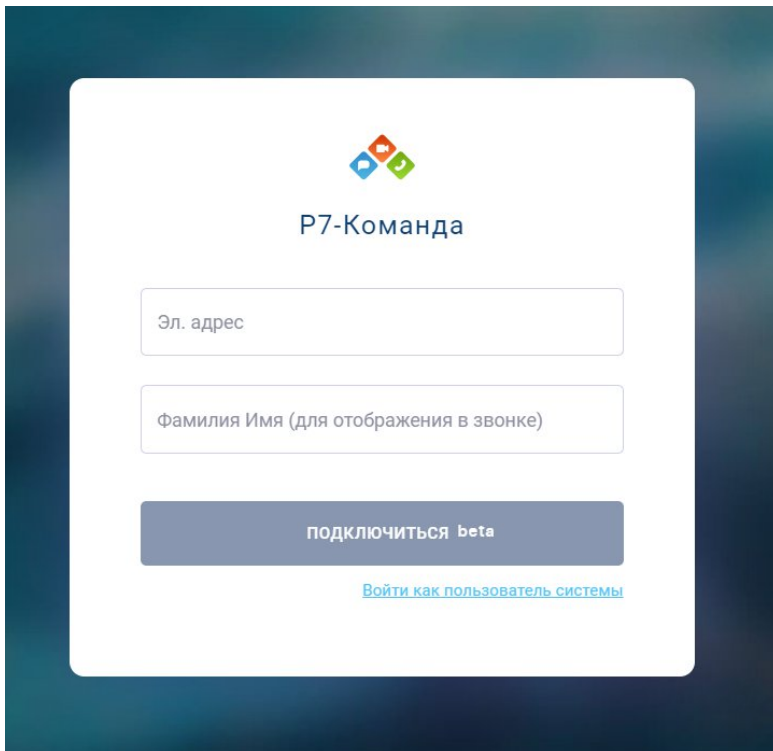 Р7-Команда
Эл. адрес
Фамилия Имя (для отображения в звонке)
ПОДКЛЮЧИТЬСЯ beta
Войти как пользователь системы